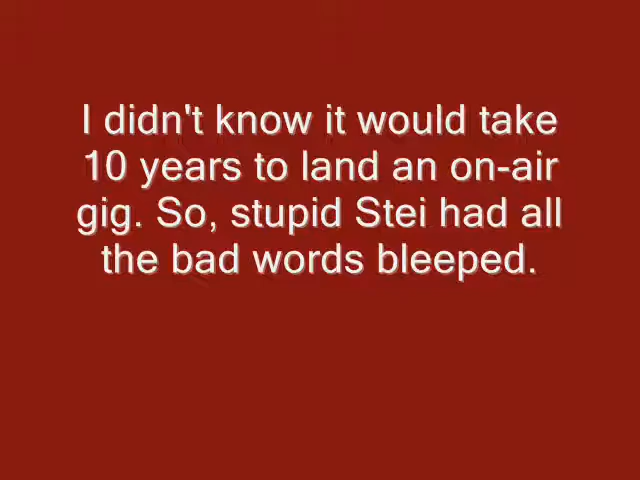 I didn't know it would take
10 years to land an on-air
gig. So, stupid Stei had all
the bad words bleeped.